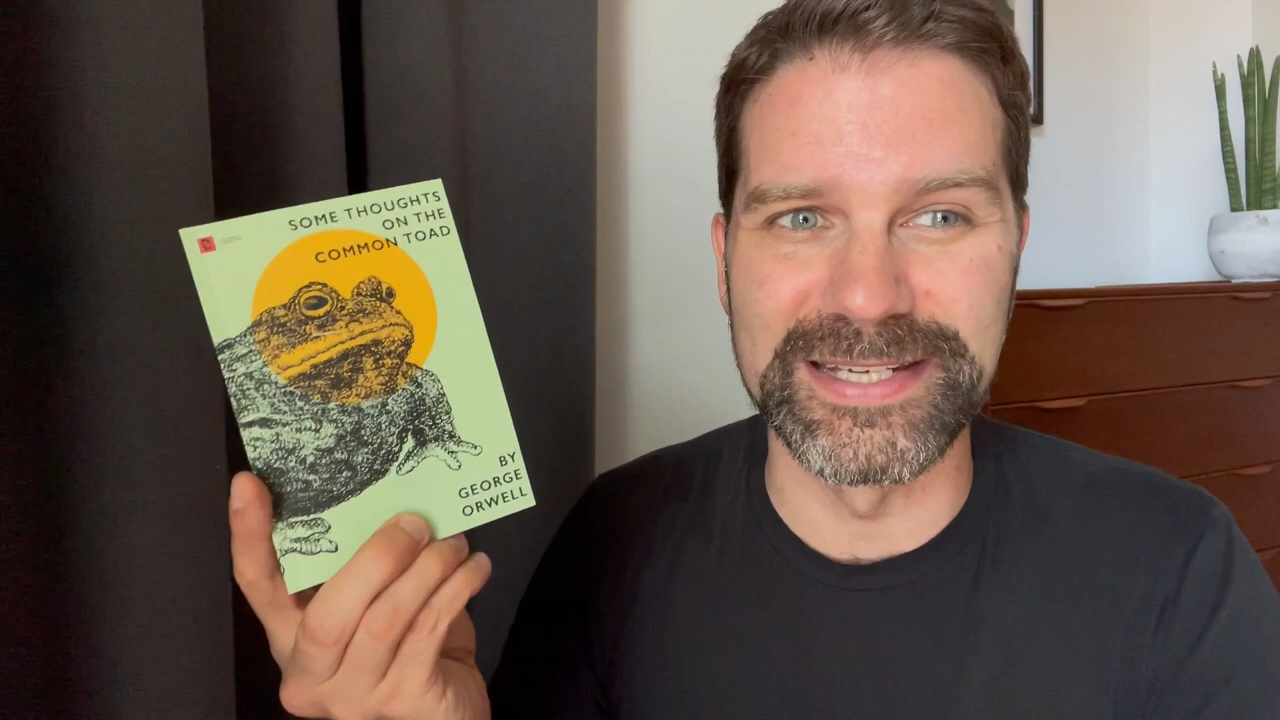 SOME THOUGHTS
ON THE
COMMON TOAD
BY
GEORGE
ORWELL